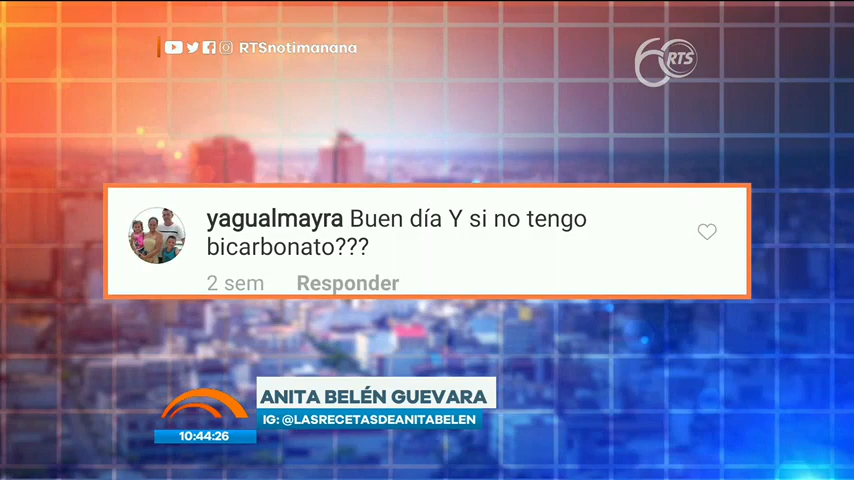 RTSnotimanana
60 RTS
yagualmayra Buen día Y si no tengo
bicarbonato???
2 sem Responder
ANITA BELÉN GUEVARA
IG: @LASRECETASDEANITABELEN
10:44:26